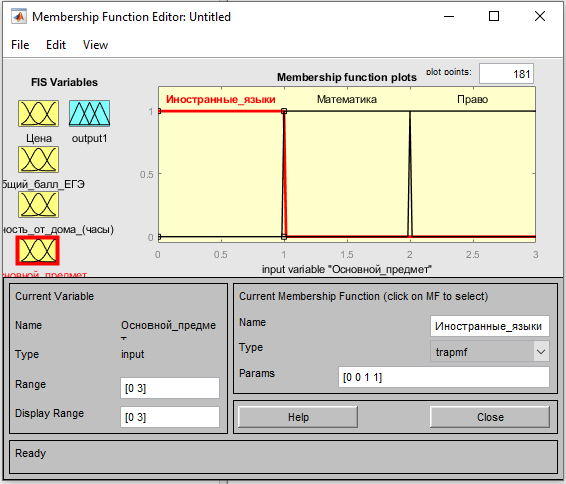 Membership Function Editor: Untitled
File Edit View
FIS Variables
Цена
output1
бщий_балл_ЕГЭ
ность_от_дома_(часы)
сновной_предмет
Membership function plots
plot points:
181
Иностранные_языки
Математика
Право
1
0.5
0
0 0.5 1 1.5 2 2.5 3
input variable "Основной_предмет"
Current Variable
Name
Основной_предме
т
Type
input
Range
[0 3]
Display Range
[0 3]
Current Membership Function (click on MF to select)
Name
Иностранные_языки
Type
trapmf
Params
[0 0 1 1]
Help
Close
Ready